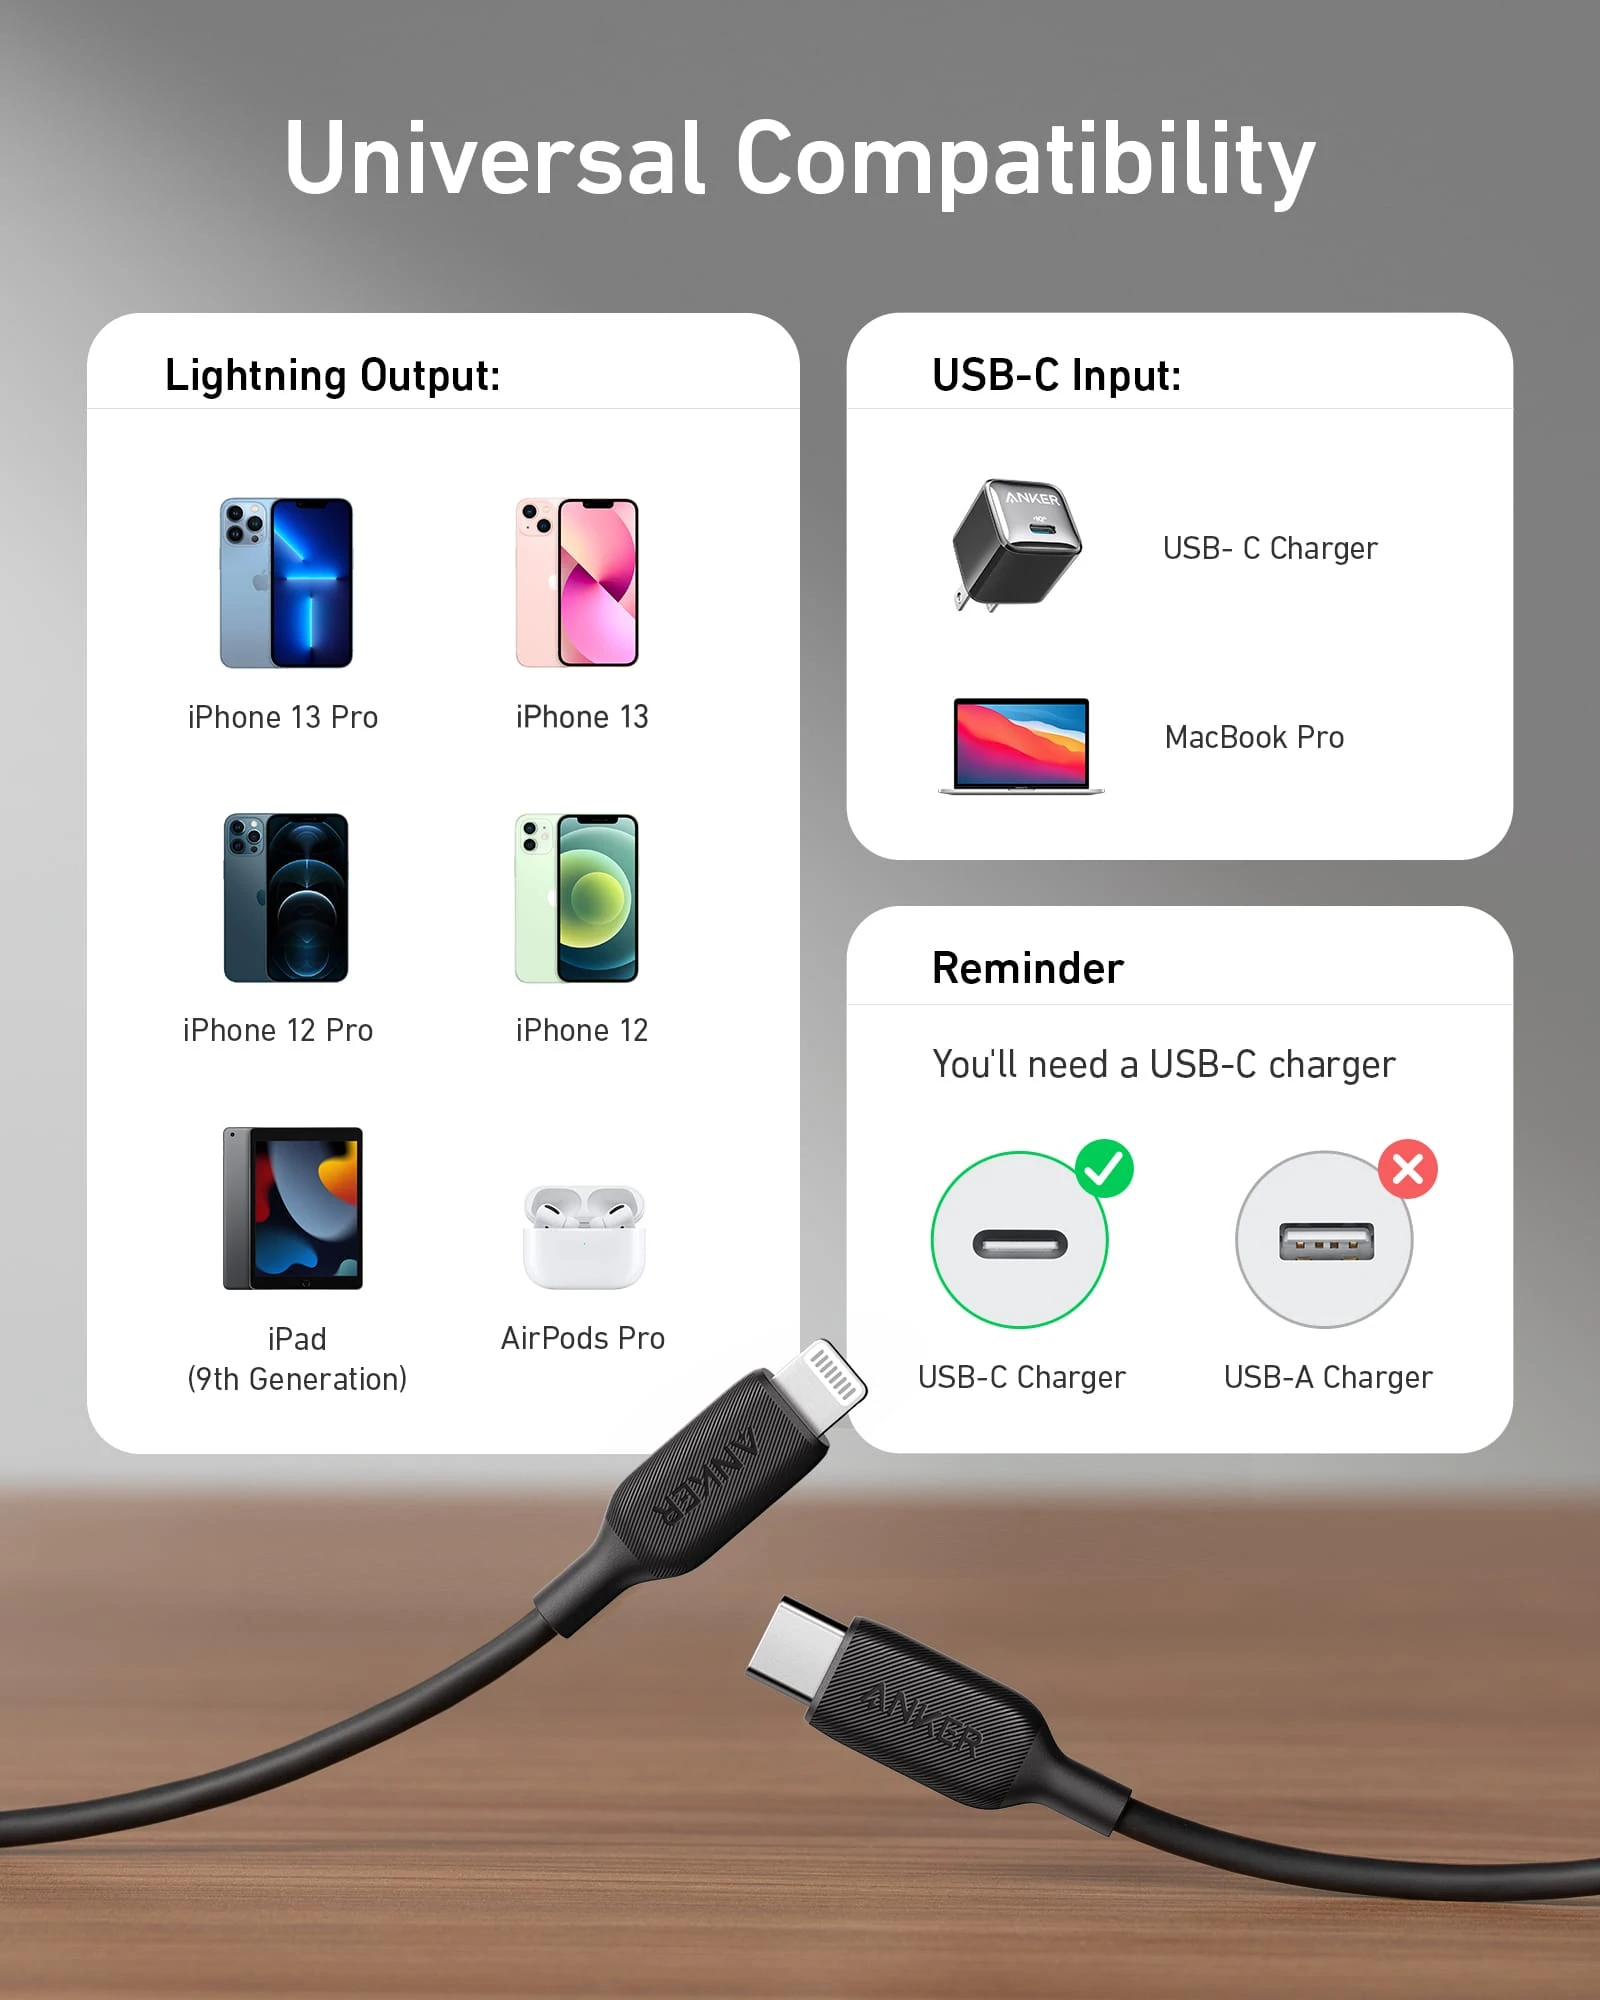 Universal Compatibility
Lightning Output:
iPhone 13 Pro
iPhone 13
iPhone 12 Pro
iPhone 12
iPad
(9th Generation)
AirPods Pro
USB-C Input:
ANKER
USB- C Charger
MacBook Pro
Reminder
You'll need a USB-C charger
USB-C Charger
USB-A Charger
ANKER
ANKER